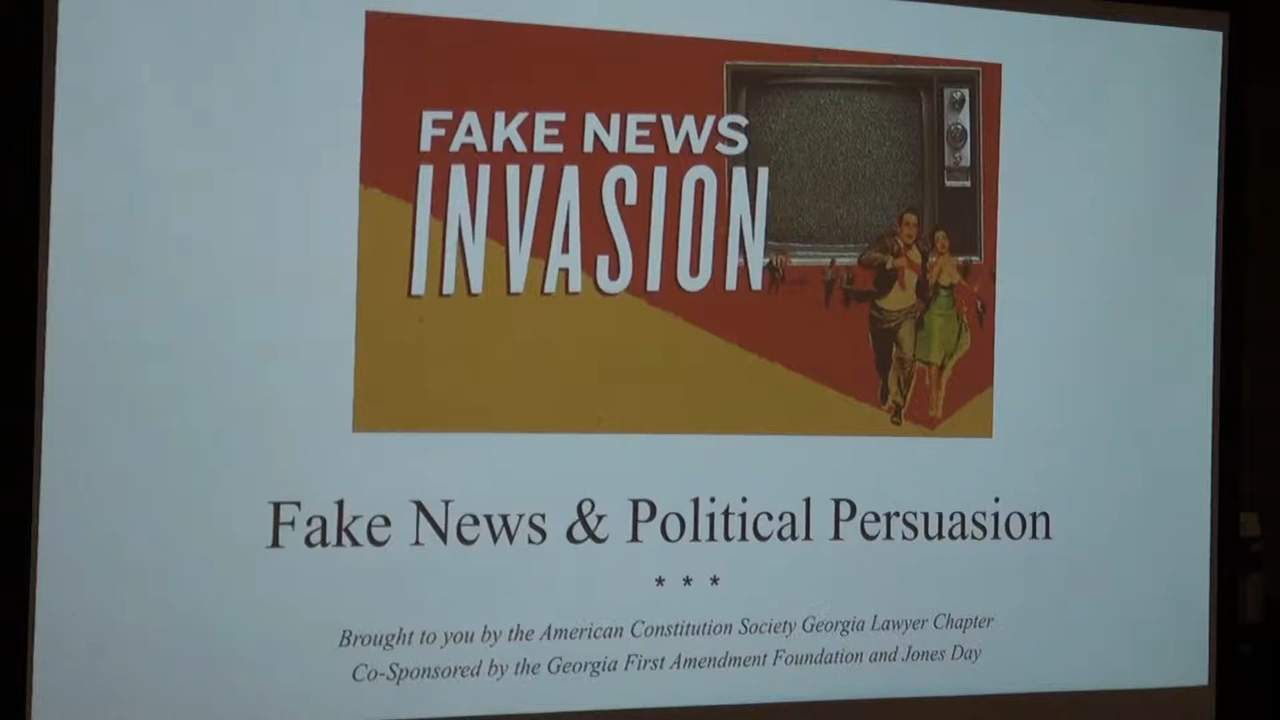 FAKE NEWS
INVASION
Fake News & Political Persuasion
* * *
Brought to you by the American Constitution Society Georgia Lawyer Chapter
Co-Sponsored by the Georgia First Amendment Foundation and Jones Day